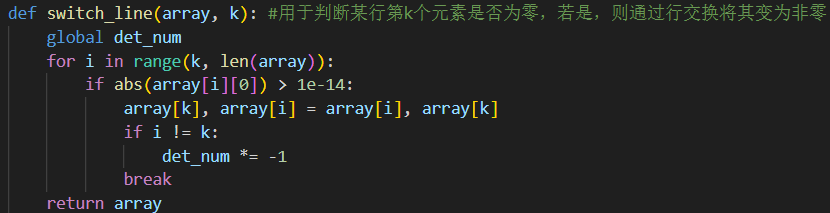 def switch_line(array, k): #用于判断某行第k个元素是否为零，若是，则通过行交换将其变为非零
    global det_num
    for i in range(k, len(array)):
        if abs(array[i][0]) > 1e-14:
            array[k], array[i] = array[i], array[k]
            if i != k:
                det_num *= -1
            break
    return array